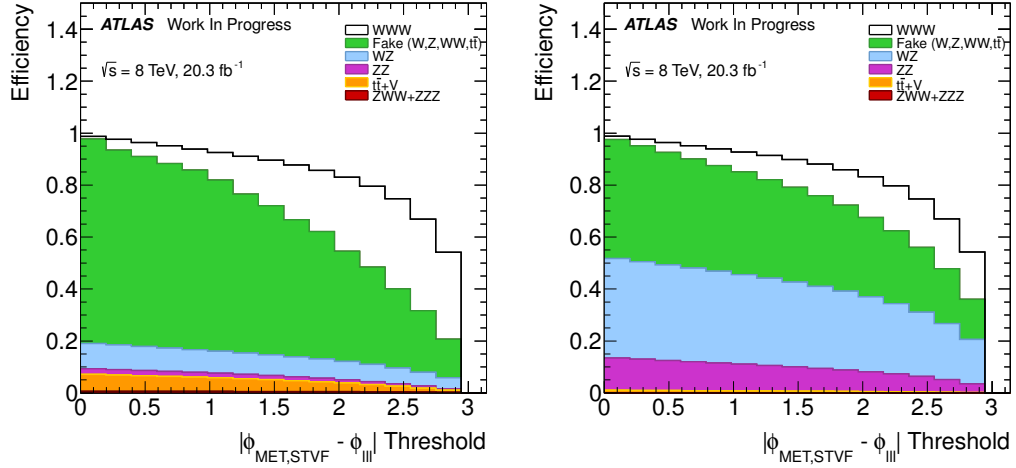 ATLAS Work In Progress
√s = 8 TeV, 20.3 fb⁻¹
WWW
Fake (W,Z,WW,tt̄)
WZ
ZZ
tt̄+V
ZWW+ZZZ
Efficiency
1.4
1.2
1
0.8
0.6
0.4
0.2
0
0 0.5 1 1.5 2 2.5 3
|ϕMET,STVF - ϕlll| Threshold
ATLAS Work In Progress
√s = 8 TeV, 20.3 fb⁻¹
WWW
Fake (W,Z,WW,tt̄)
WZ
ZZ
tt̄+V
ZWW+ZZZ
Efficiency
1.4
1.2
1
0.8
0.6
0.4
0.2
0
0 0.5 1 1.5 2 2.5 3
|ϕMET,STVF - ϕlll| Threshold